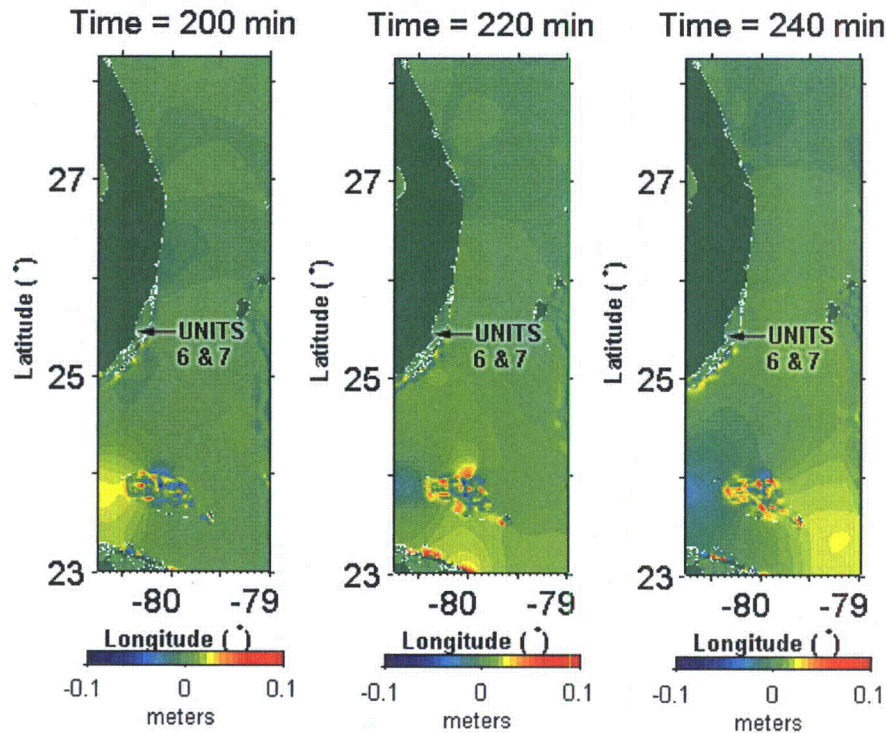 Time = 200 min
Time = 220 min
Time = 240 min
Latitude (°)
27
25
23
UNITS
6 & 7
-80
-79
Longitude (°)
-0.1
0
0.1
meters
Latitude (°)
27
25
23
UNITS
6 & 7
-80
-79
Longitude (°)
-0.1
0
0.1
meters
Latitude (°)
27
25
23
UNITS
6 & 7
-80
-79
Longitude (°)
-0.1
0
0.1
meters